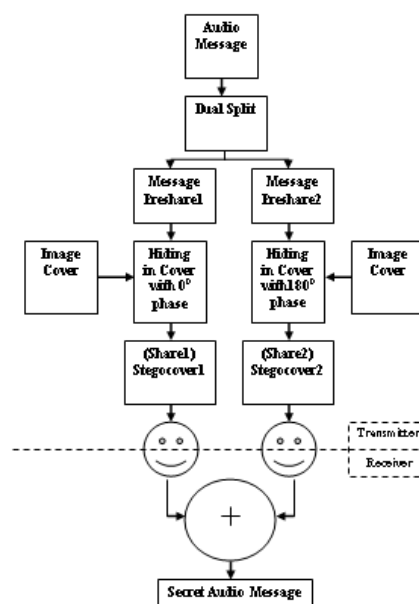 Audio
Message
Dual Split
Message
Preshare1
Message
Preshare2
Image
Cover
Hiding
in Cover
with 0° phase
Hiding
in Cover
with180° phase
Image
Cover
(Share1)
Stegocover1
(Share2)
Stegocover2
Transmitter
Receiver
+
Secret Audio Message